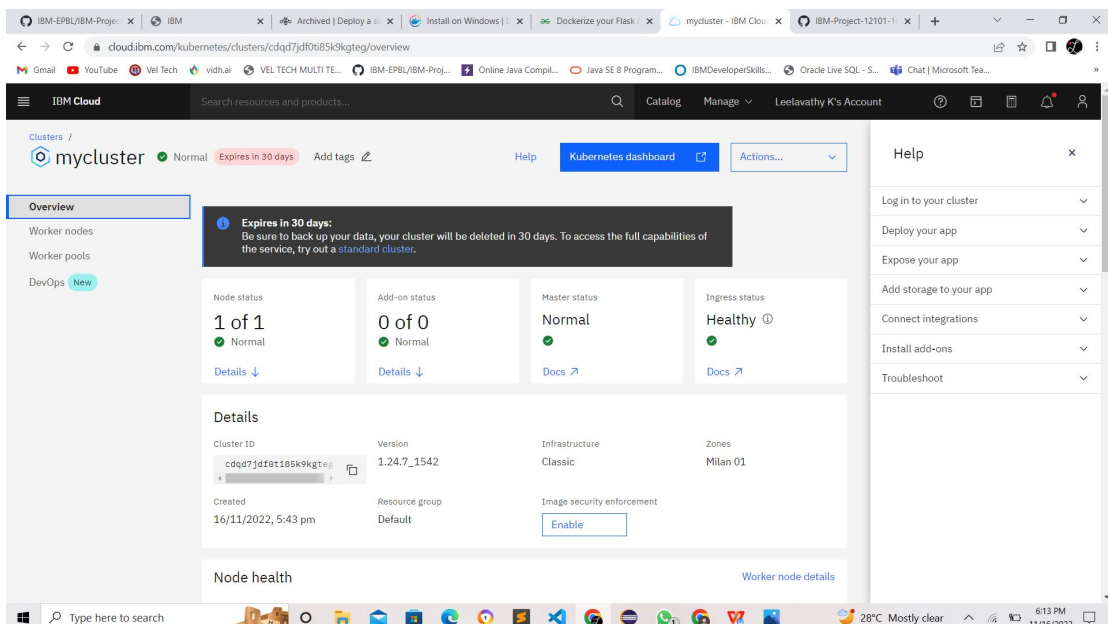 IBM-EPBL/IBM-Projec
IBM
Archived | Deploy a si
Install on Windows | D
Dockerize your Flask A
mycluster - IBM Clou
IBM-Project-12101-1
cloud.ibm.com/kubernetes/clusters/cdqd7jdf0ti85k9kgteg/overview
Gmail
YouTube
Vel Tech
vidh.ai
VEL TECH MULTI TE...
IBM-EPBL/IBM-Proj...
Online Java Compil...
Java SE 8 Program...
IBMDeveloperSkills...
Oracle Live SQL - S...
Chat | Microsoft Tea...
»
IBM Cloud
Search resources and products...
Catalog
Manage
Leelavathy K's Account
Clusters /
mycluster
Normal
Expires in 30 days
Add tags
Help
Kubernetes dashboard
Actions...
Overview
Worker nodes
Worker pools
DevOps New
Expires in 30 days:
Be sure to back up your data, your cluster will be deleted in 30 days. To access the full capabilities of
the service, try out a standard cluster.
Node status
1 of 1
Normal
Details ↓
Add-on status
0 of 0
Normal
Details ↓
Master status
Normal
Docs ↗
Ingress status
Healthy
Docs ↗
Details
Cluster ID
cdqd7jdf0ti85k9kgteg
Version
1.24.7_1542
Infrastructure
Classic
Zones
Milan 01
Created
16/11/2022, 5:43 pm
Resource group
Default
Image security enforcement
Enable
Node health
Worker node details
Help
Log in to your cluster
Deploy your app
Expose your app
Add storage to your app
Connect integrations
Install add-ons
Troubleshoot
Type here to search
28°C Mostly clear
6:13 PM
11/16/2022